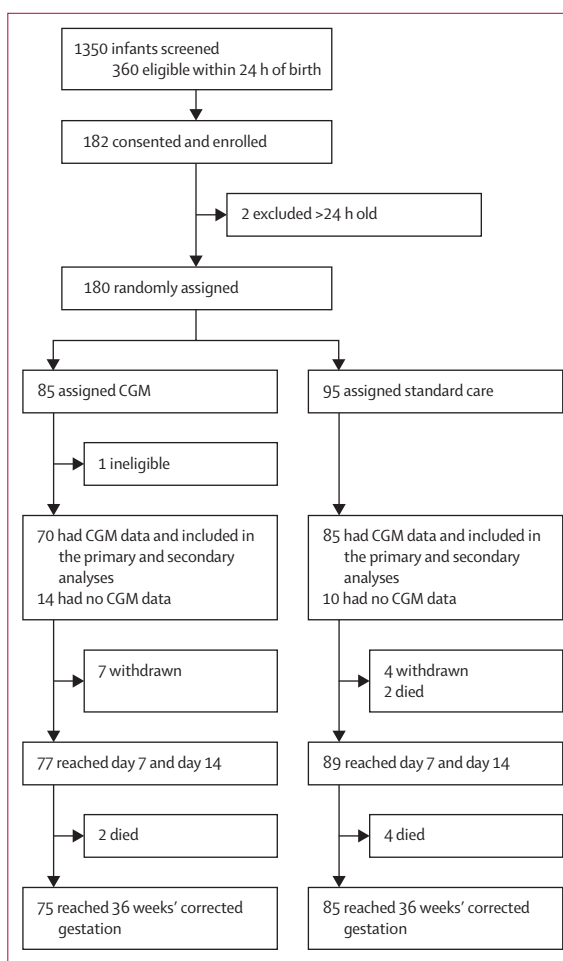 1350 infants screened
360 eligible within 24 h of birth
182 consented and enrolled
2 excluded >24 h old
180 randomly assigned
85 assigned CGM
95 assigned standard care
1 ineligible
70 had CGM data and included in
the primary and secondary
analyses
14 had no CGM data
85 had CGM data and included in
the primary and secondary
analyses
10 had no CGM data
7 withdrawn
4 withdrawn
2 died
77 reached day 7 and day 14
89 reached day 7 and day 14
2 died
4 died
75 reached 36 weeks’ corrected
gestation
85 reached 36 weeks’ corrected
gestation